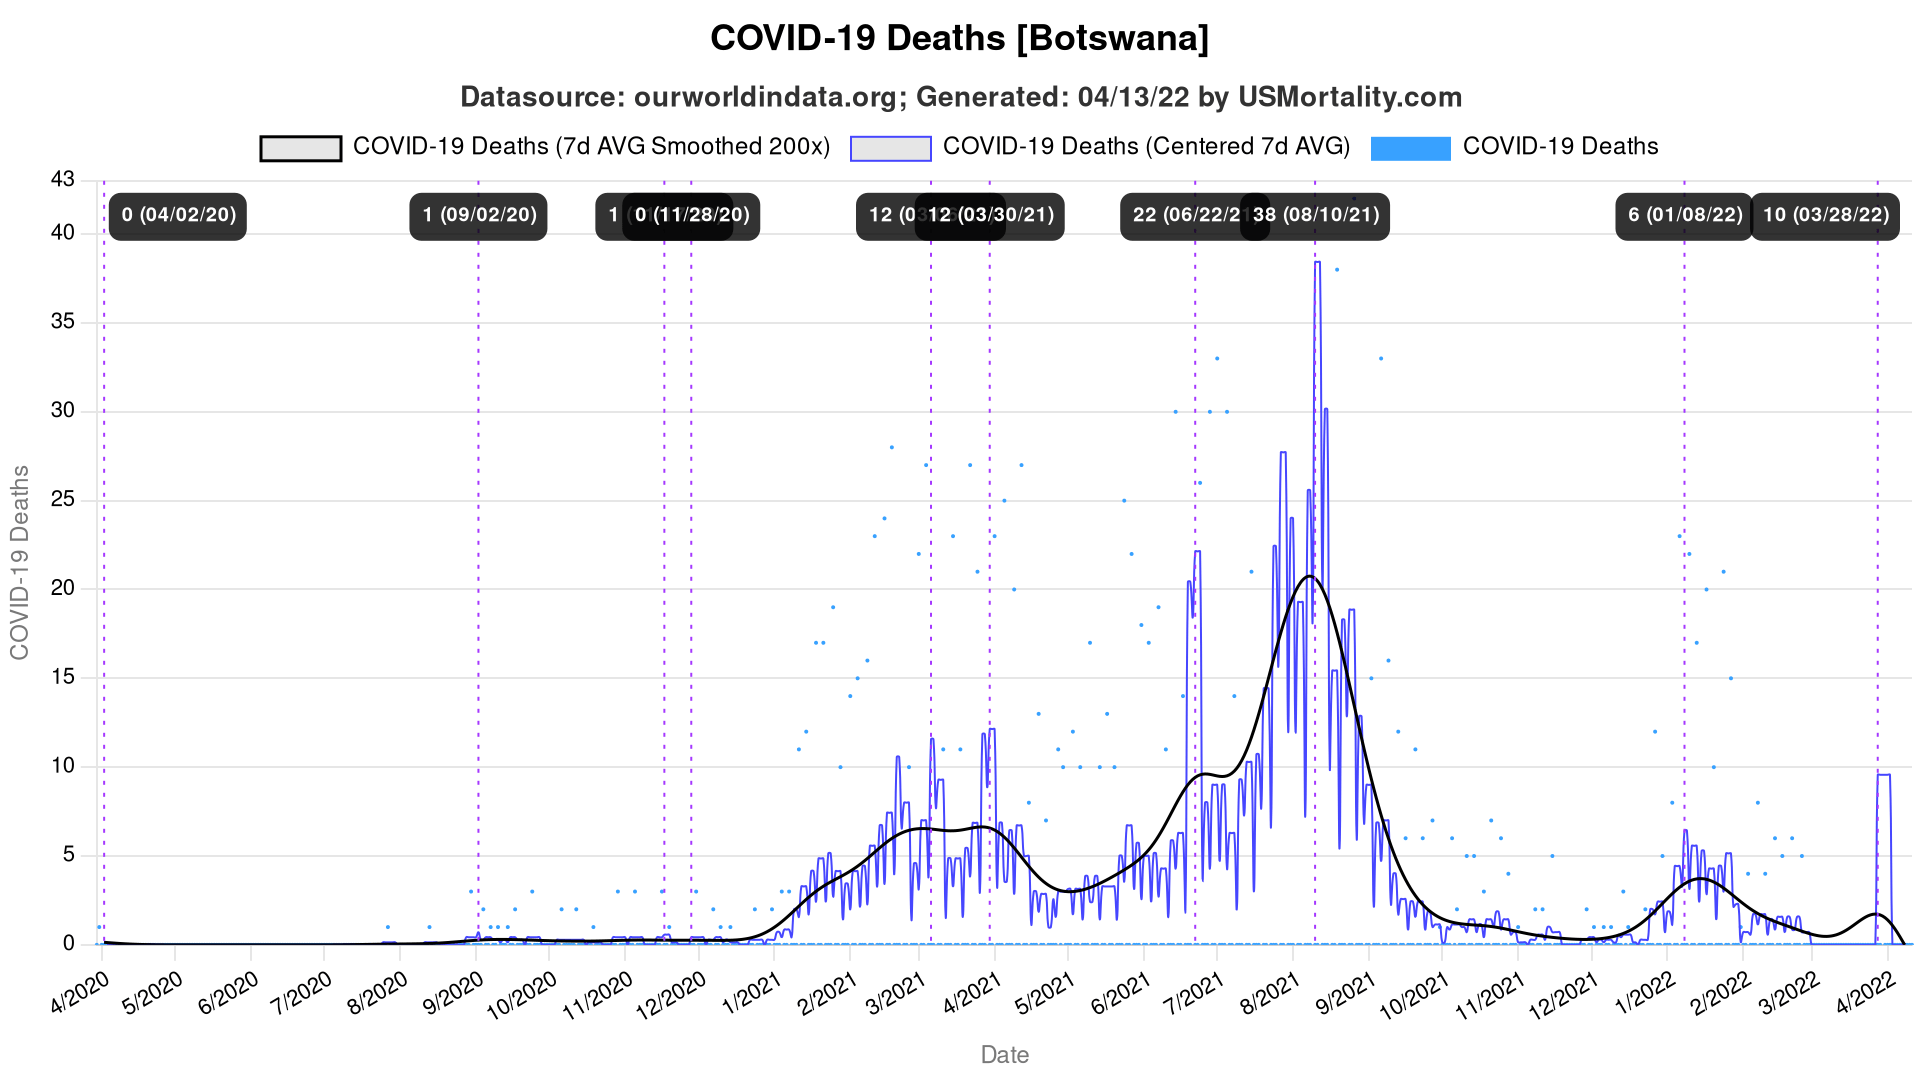 COVID-19 Deaths [Botswana]
Datasource: ourworldindata.org; Generated: 04/13/22 by USMortality.com
COVID-19 Deaths (7d AVG Smoothed 200x) COVID-19 Deaths (Centered 7d AVG) COVID-19 Deaths
0 (04/02/20) 1 (09/02/20) 1 0 (11/28/20) 12 12 (03/30/21) 22 (06/22/21) 38 (08/10/21) 6 (01/08/22) 10 (03/28/22)
43
40
35
30
25
20
15
10
5
0
COVID-19 Deaths
4/2020 5/2020 6/2020 7/2020 8/2020 9/2020 10/2020 11/2020 12/2020 1/2021 2/2021 3/2021 4/2021 5/2021 6/2021 7/2021 8/2021 9/2021 10/2021 11/2021 12/2021 1/2022 2/2022 3/2022 4/2022
Date